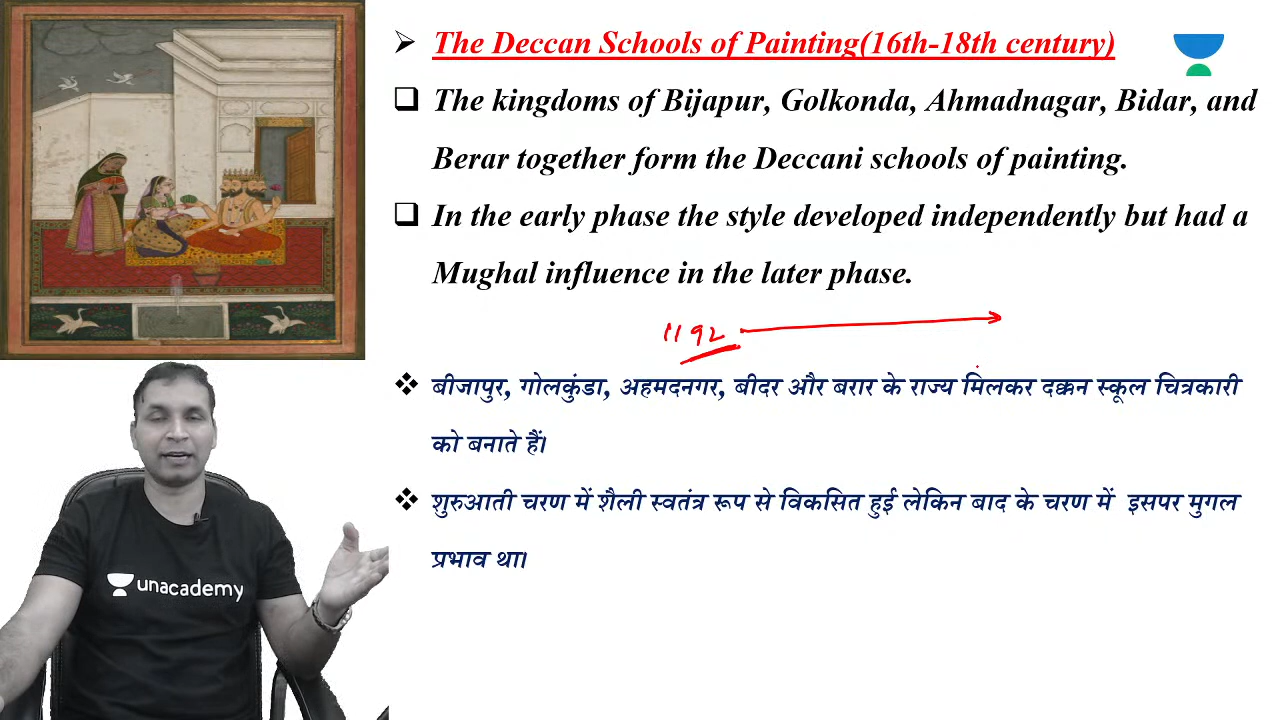 The Deccan Schools of Painting(16th-18th century)
The kingdoms of Bijapur, Golkonda, Ahmadnagar, Bidar, and
Berar together form the Deccani schools of painting.
In the early phase the style developed independently but had a
Mughal influence in the later phase.
1192
बीजापुर, गोलकुंडा, अहमदनगर, बीदर और बरार के राज्य मिलकर दक्कन स्कूल चित्रकारी
को बनाते हैं।
शुरुआती चरण में शैली स्वतंत्र रूप से विकसित हुई लेकिन बाद के चरण में इसपर मुगल
प्रभाव था।
unacademy